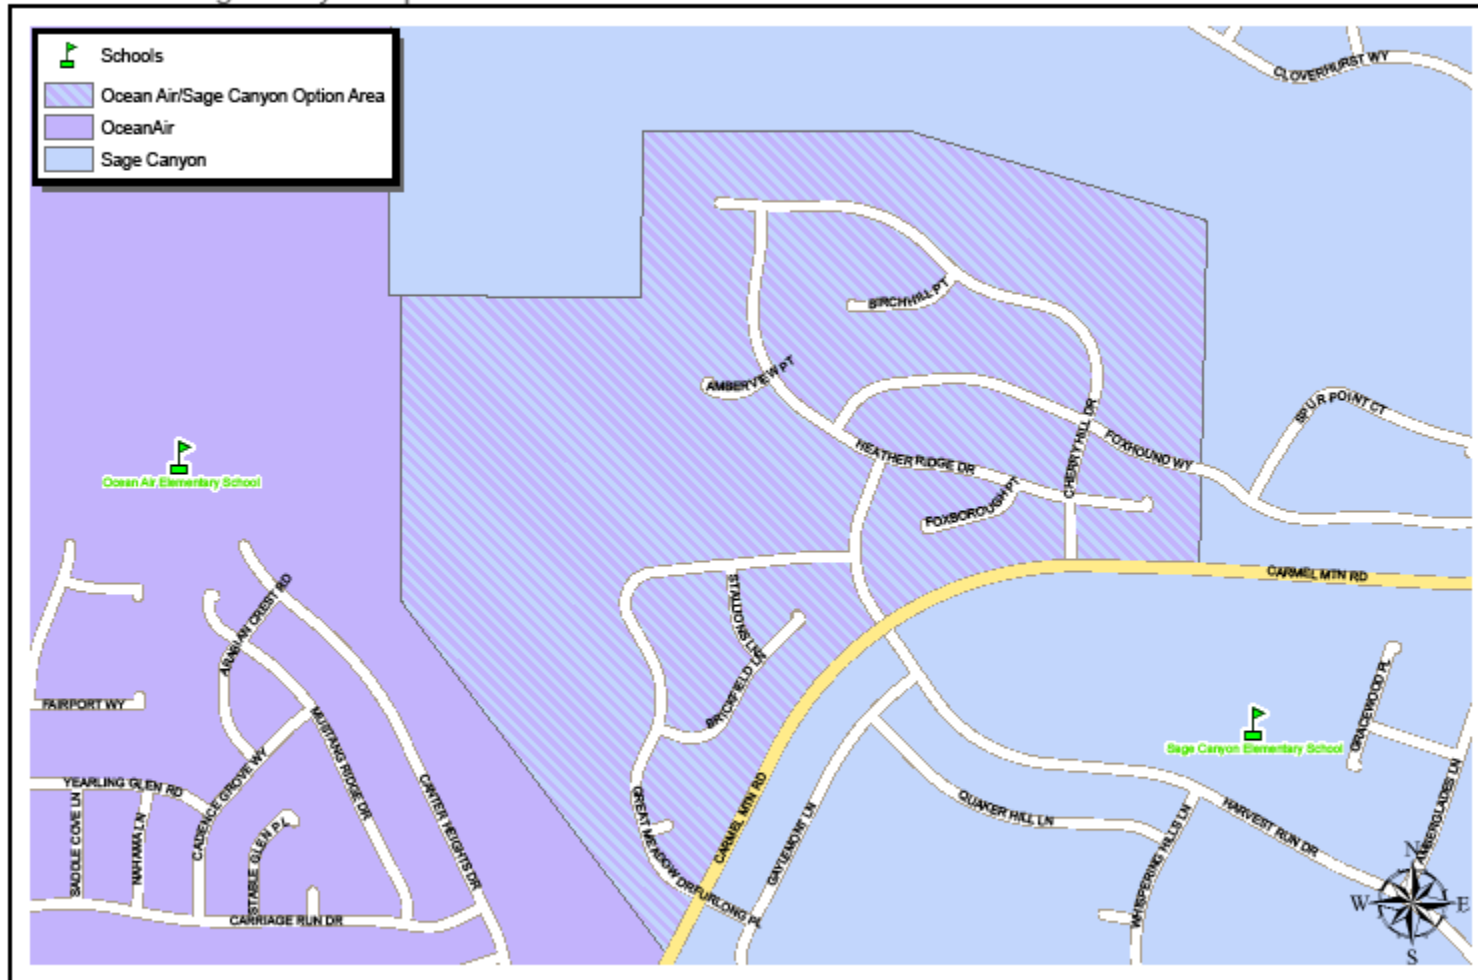 Schools
Ocean Air/Sage Canyon Option Area
OceanAir
Sage Canyon
CLOVERHURST WY
BIRCHHILL PT
AMBERVIEW PT
SPUR POINT CT
HEATHER RIDGE DR
CHERRY HILL DR
FOXHOUND WY
FOXBOROUGH PT
Ocean Air Elementary School
CARMEL MTN RD
STALLIONS LN
BRICKFIELD LN
ARABIAN CREST RD
FAIRPORT WY
MUSTANG RIDGE DR
GRACEWOOD PL
Sage Canyon Elementary School
YEARLING GLEN RD
SADDLE COVE LN
NAHAMA LN
CADENCE GROVE WY
STABLE GLEN PL
CANTER HEIGHTS DR
CARRIAGE RUN DR
GREAT MEADOW DR
FURLONG PL
CARMEL MTN RD
GAYLEMONT LN
QUAKER HILL LN
WHISPERING HILLS LN
HARVEST RUN DR
AMBERGLADES LN
N
W
E
S